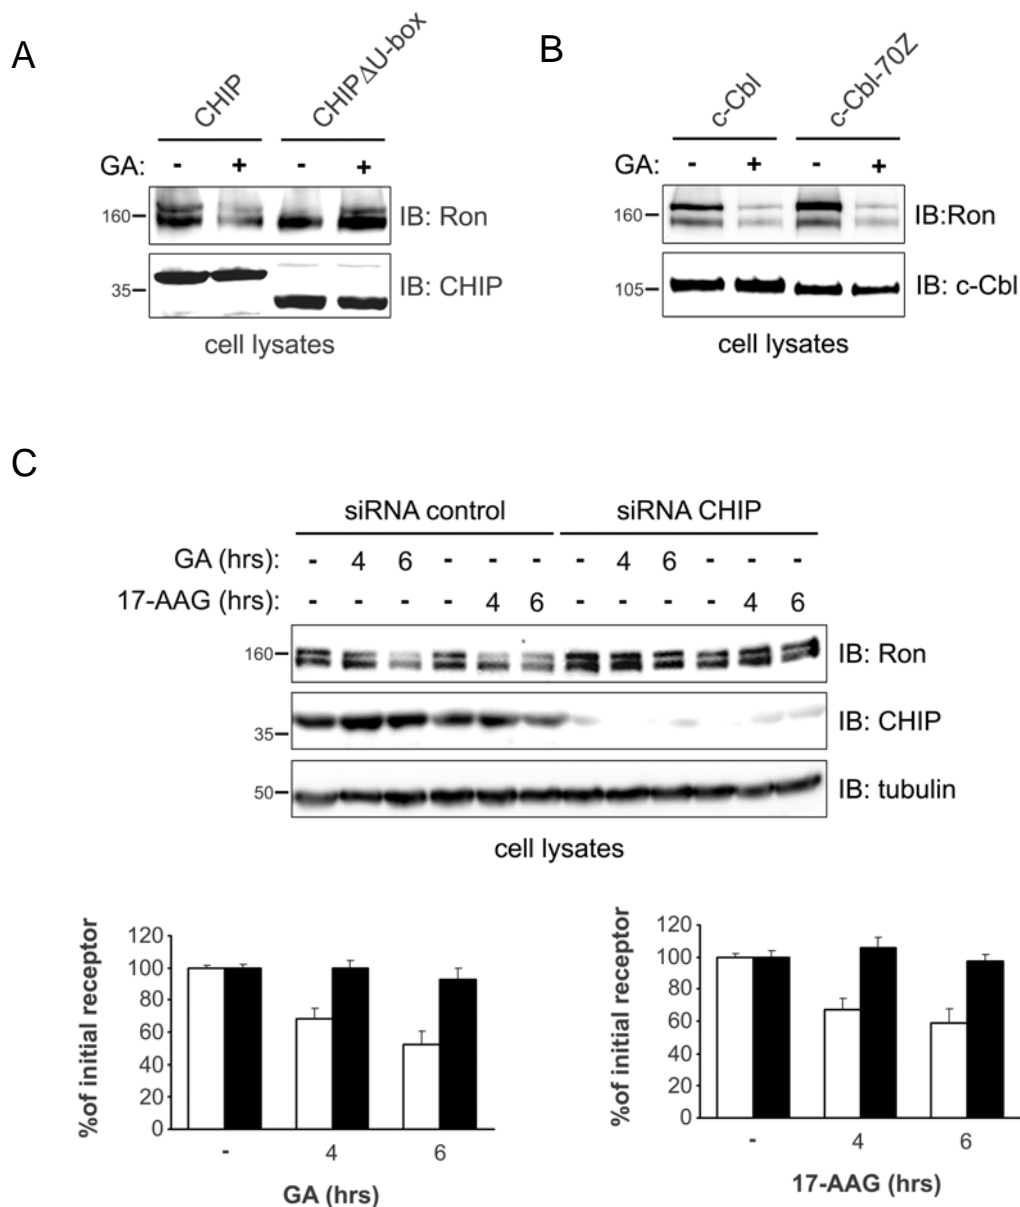 A
CHIP CHIPΔU-box
GA: - + - +
160 IB: Ron
35 IB: CHIP
cell lysates
B
c-Cbl c-Cbl-70Z
GA: - + - +
160 IB:Ron
105 IB: c-Cbl
cell lysates
C
siRNA control siRNA CHIP
GA (hrs): - 4 6 - - - - 4 6 - - -
17-AAG (hrs): - - - - 4 6 - - - - 4 6
160 IB: Ron
35 IB: CHIP
50 IB: tubulin
cell lysates
%of initial receptor
120
100
80
60
40
20
0
- 4 6
GA (hrs)
%of initial receptor
120
100
80
60
40
20
0
- 4 6
17-AAG (hrs)